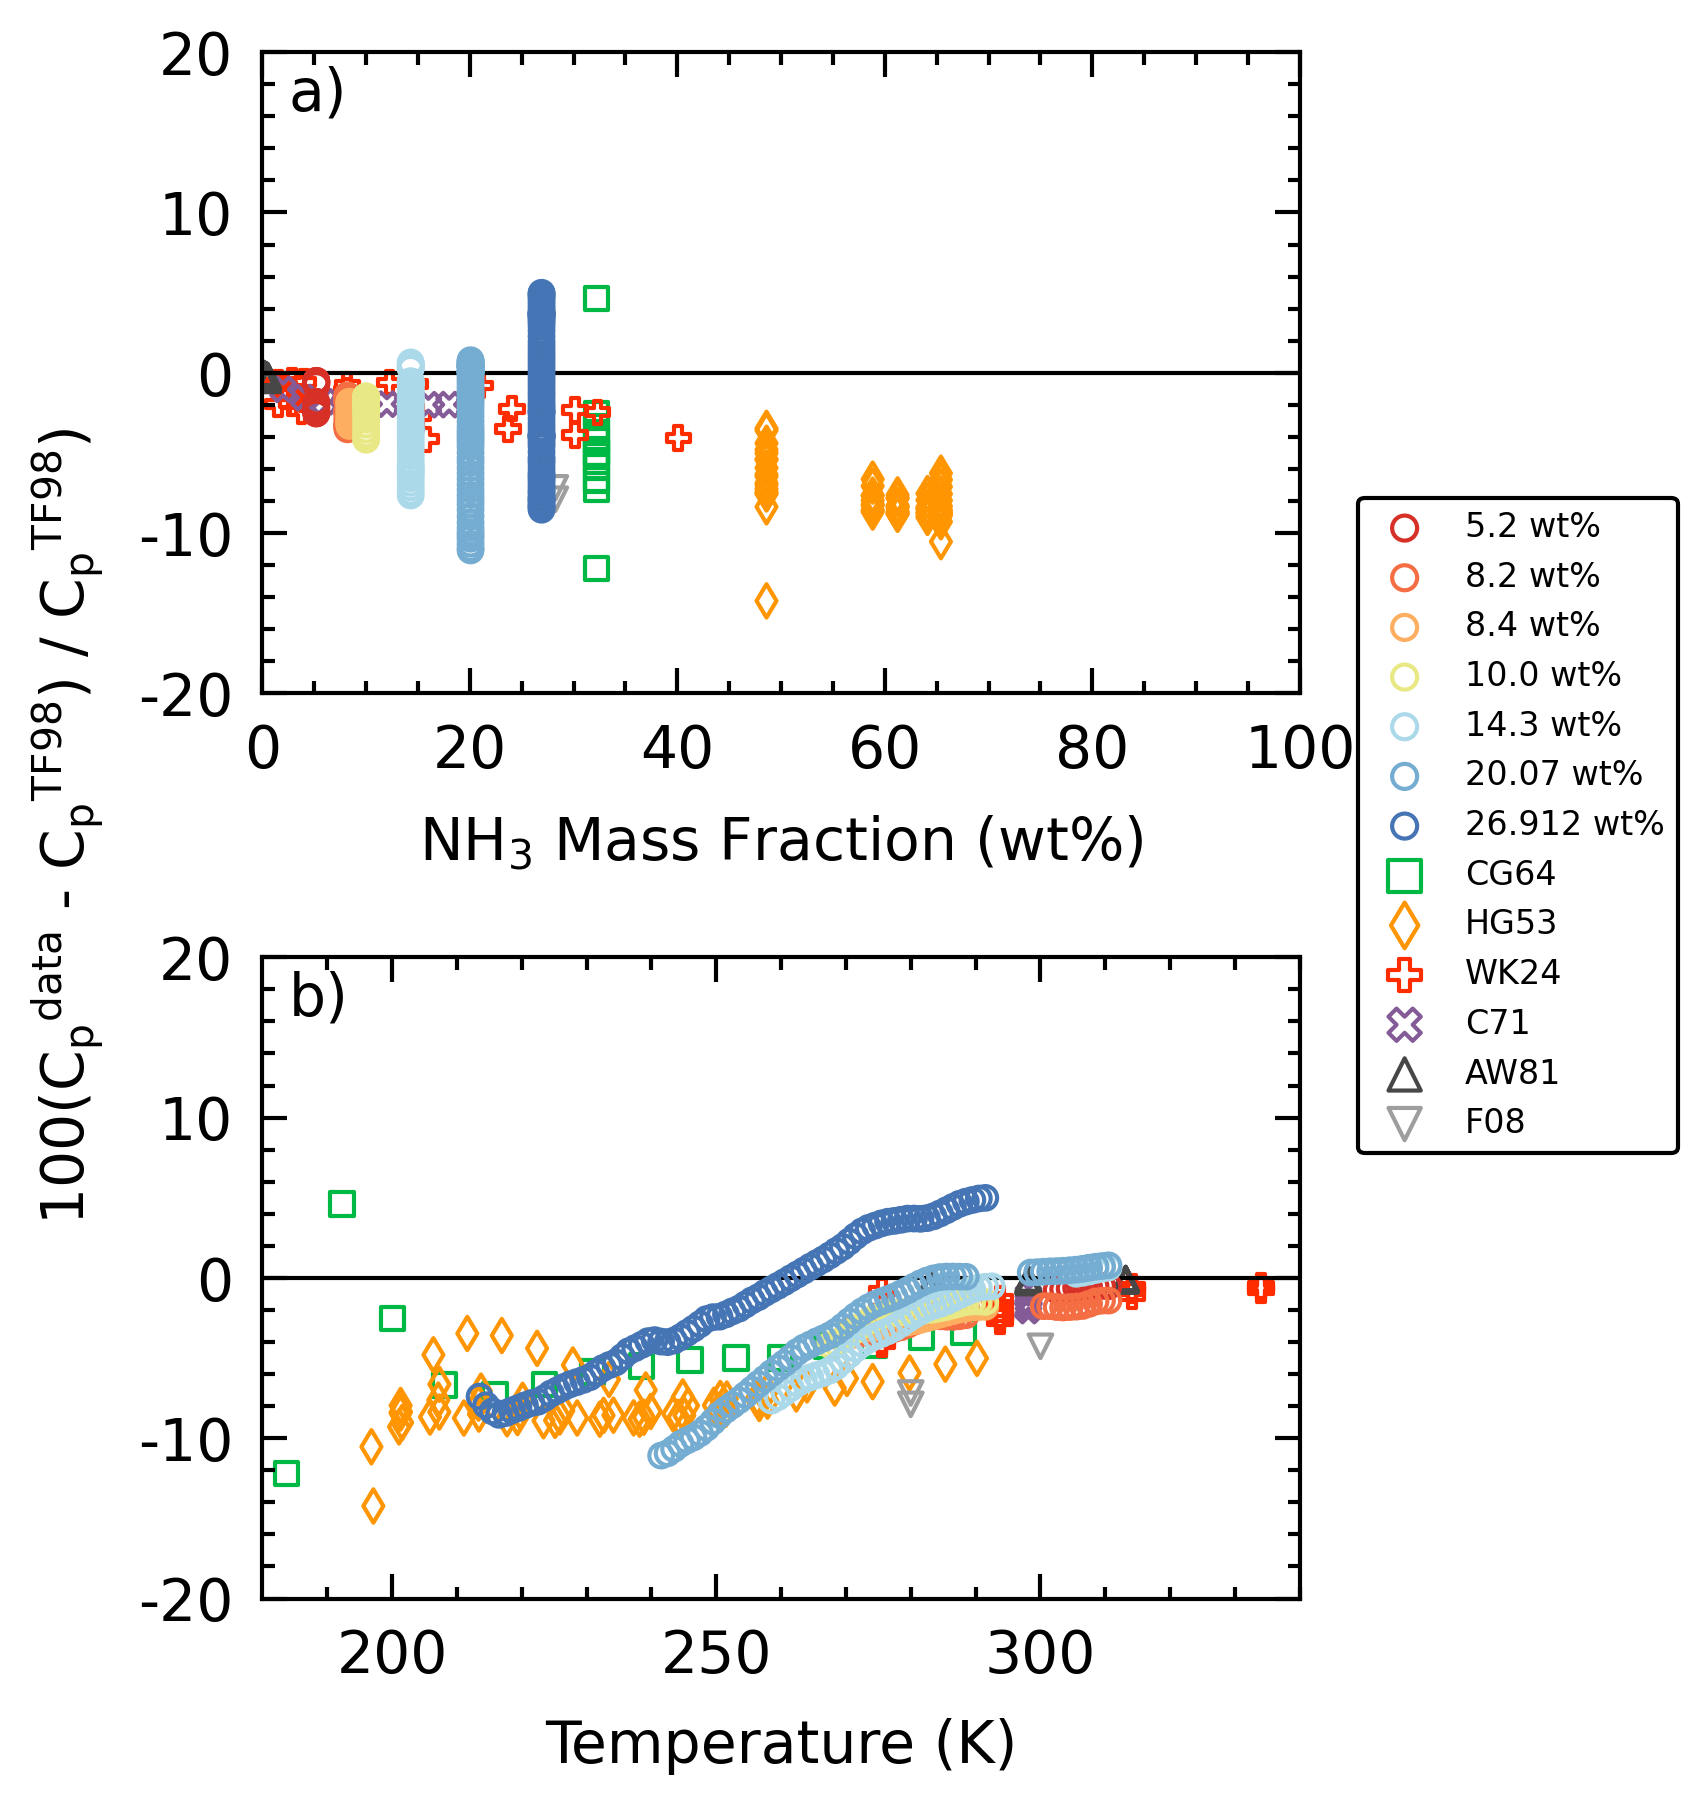 100(Cp^data - Cp^TF98) / Cp^TF98
a)
20
10
0
-10
-20
0 20 40 60 80 100
NH₃ Mass Fraction (wt%)
b)
20
10
0
-10
-20
200 250 300
Temperature (K)
5.2 wt%
8.2 wt%
8.4 wt%
10.0 wt%
14.3 wt%
20.07 wt%
26.912 wt%
CG64
HG53
WK24
C71
AW81
F08